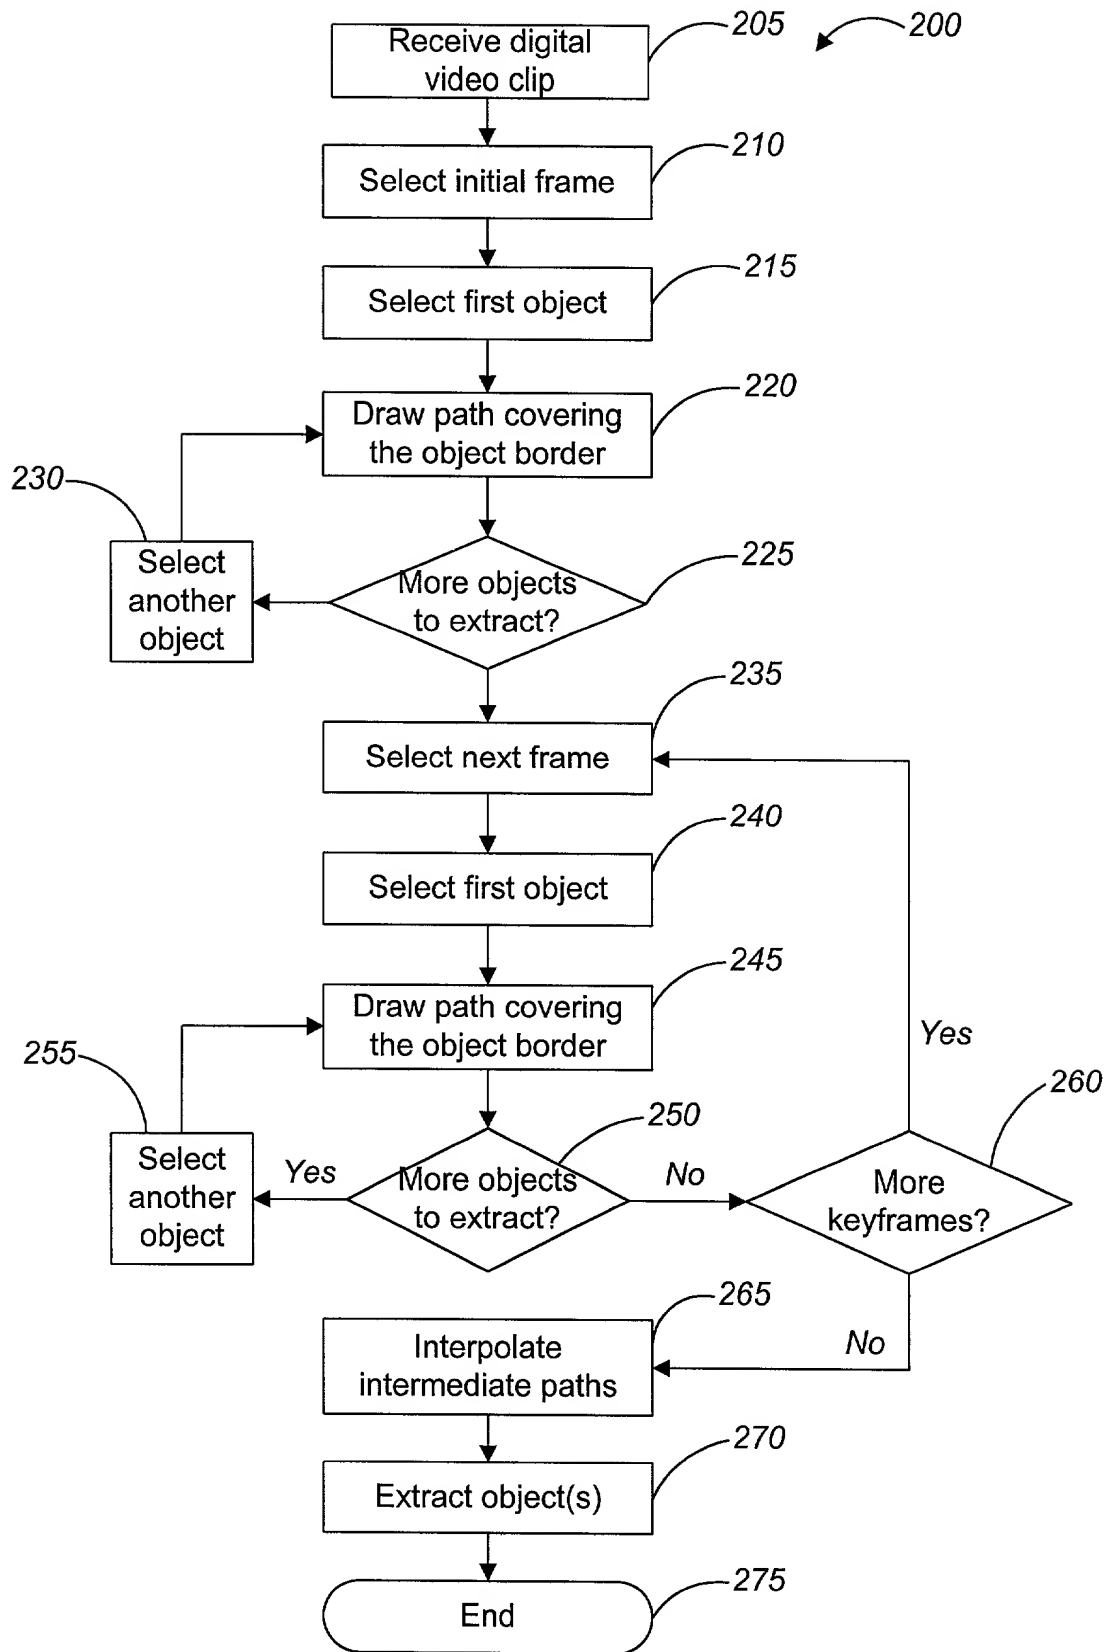 Receive digital
video clip
205
200
Select initial frame
210
Select first object
215
Draw path covering
the object border
220
230
Select
another
object
More objects
to extract?
225
Select next frame
235
Select first object
240
Draw path covering
the object border
245
Yes
255
Select
another
object
Yes
More objects
to extract?
250
No
More
keyframes?
260
Interpolate
intermediate paths
265
No
Extract object(s)
270
End
275